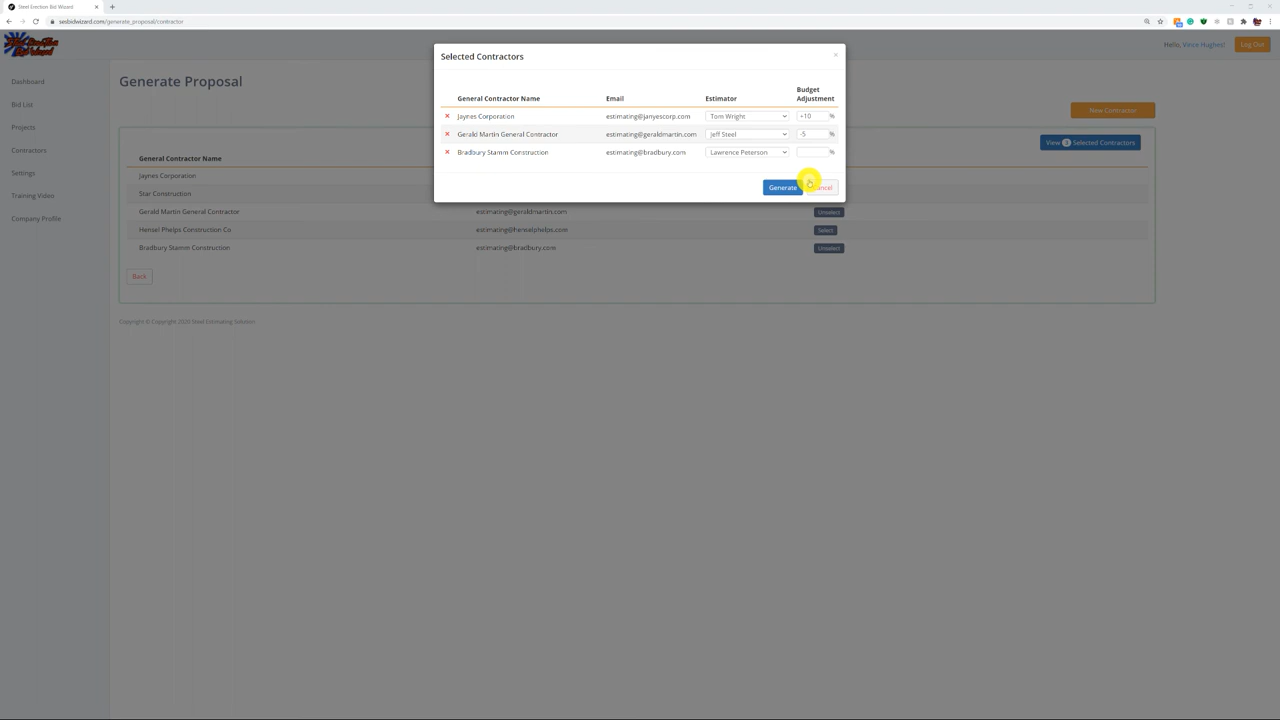 Steel Erection Bid Wizard
sesbidwizard.com/generate_proposal/contractor
Hello, Vince Hughes!
Log Out
Dashboard
Bid List
Projects
Contractors
Settings
Training Video
Company Profile
Generate Proposal
New Contractor
View 3 Selected Contractors
General Contractor Name
Jaynes Corporation
Star Construction
Gerald Martin General Contractor estimating@geraldmartin.com Unselect
Hensel Phelps Construction Co estimating@henselphelps.com Select
Bradbury Stamm Construction estimating@bradbury.com Unselect
Back
Copyright © Copyright 2020 Steel Estimating Solution
Selected Contractors
×
General Contractor Name Email Estimator Budget Adjustment
× Jaynes Corporation estimating@janyescorp.com Tom Wright +10 %
× Gerald Martin General Contractor estimating@geraldmartin.com Jeff Steel -5 %
× Bradbury Stamm Construction estimating@bradbury.com Lawrence Peterson %
Generate